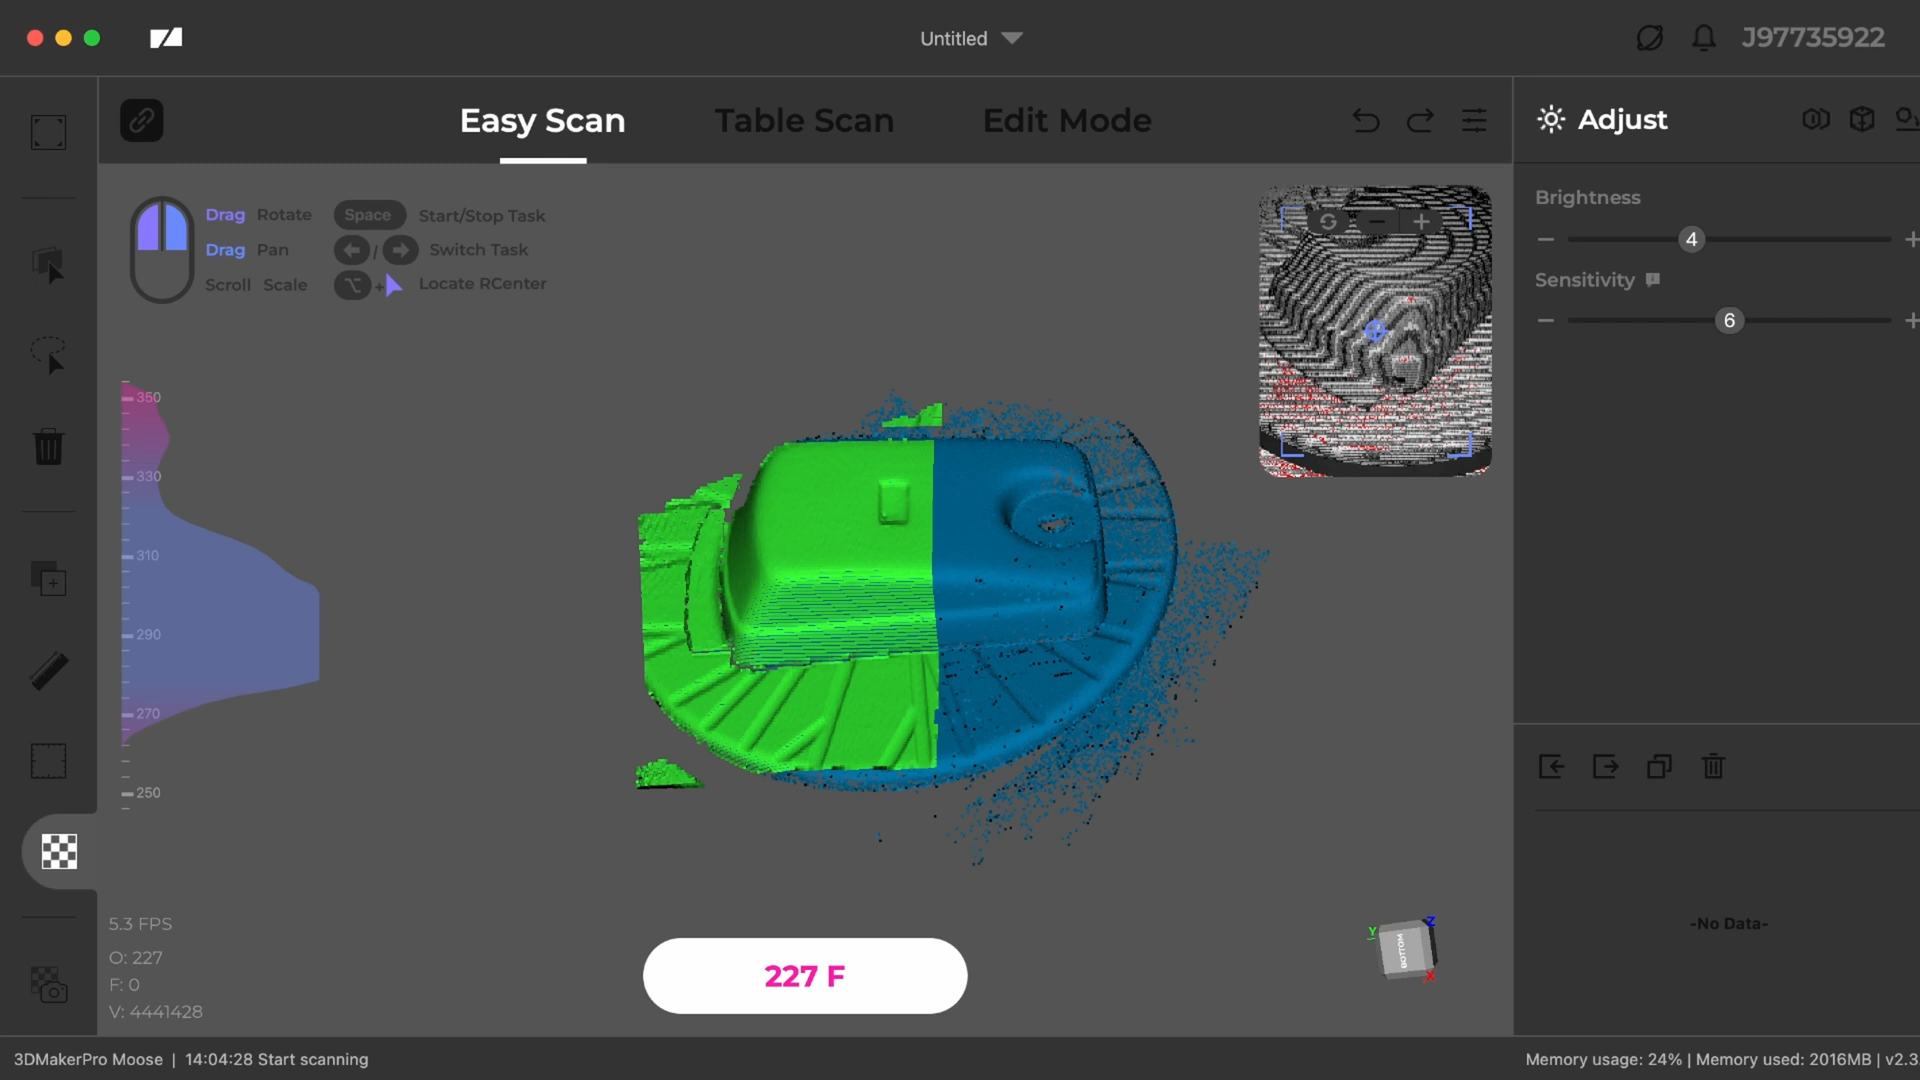 Untitled
J97735922
Easy Scan
Table Scan
Edit Mode
Adjust
Drag Rotate
Space Start/Stop Task
Drag Pan
/ Switch Task
Scroll Scale
+ Locate RCenter
Brightness
4
Sensitivity
6
350
330
310
290
270
250
5.3 FPS
O: 227
F: 0
V: 4441428
227 F
Y
Z
BOTTOM
X
-No Data-
3DMakerPro Moose | 14:04:28 Start scanning
Memory usage: 24% | Memory used: 2016MB | v2.3